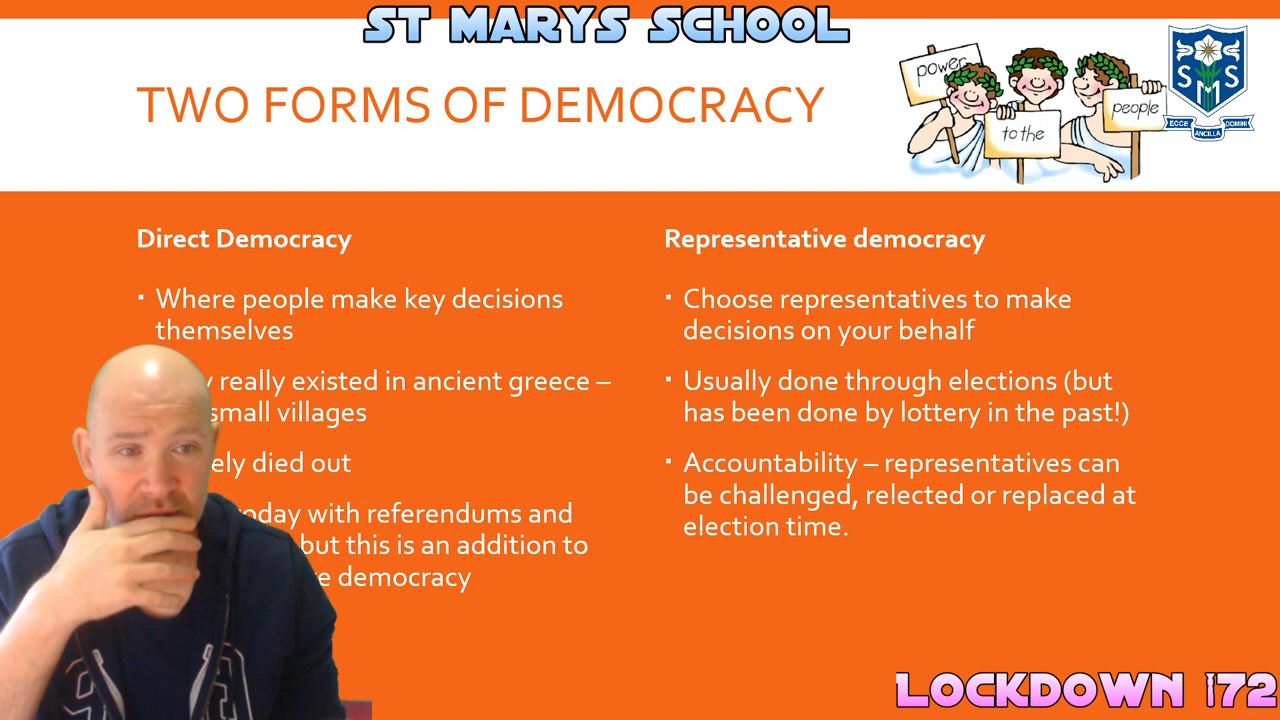 ST MARYS SCHOOL
TWO FORMS OF DEMOCRACY
power
to the
people
S S
M
ECCE DOMINI
ANCILLA
Direct Democracy
Where people make key decisions
themselves
really existed in ancient greece –
small villages
died out
today with referendums and
but this is an addition to
democracy
Representative democracy
Choose representatives to make
decisions on your behalf
Usually done through elections (but
has been done by lottery in the past!)
Accountability – representatives can
be challenged, relected or replaced at
election time.
LOCKDOWN 172